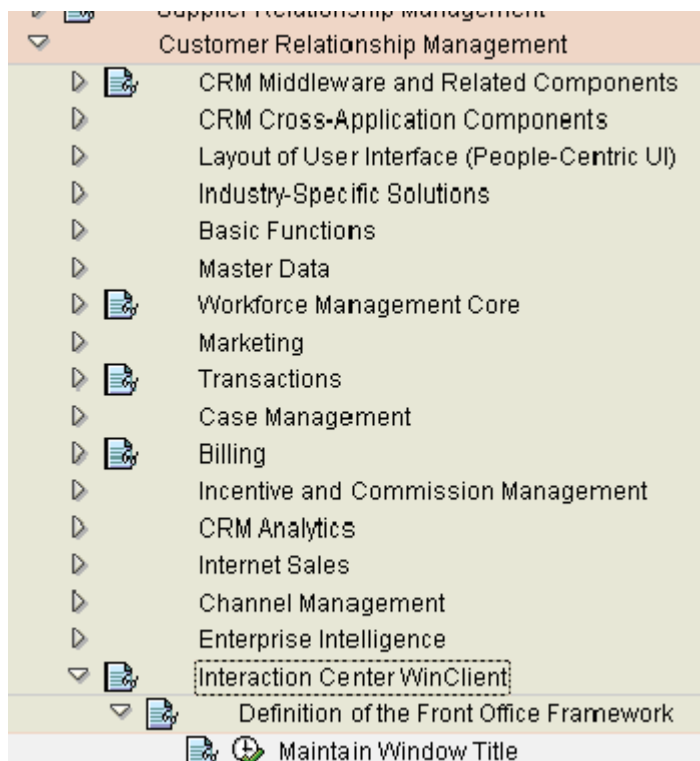 Supplier Relationship Management
Customer Relationship Management
CRM Middleware and Related Components
CRM Cross-Application Components
Layout of User Interface (People-Centric UI)
Industry-Specific Solutions
Basic Functions
Master Data
Workforce Management Core
Marketing
Transactions
Case Management
Billing
Incentive and Commission Management
CRM Analytics
Internet Sales
Channel Management
Enterprise Intelligence
Interaction Center WinClient
Definition of the Front Office Framework
Maintain Window Title